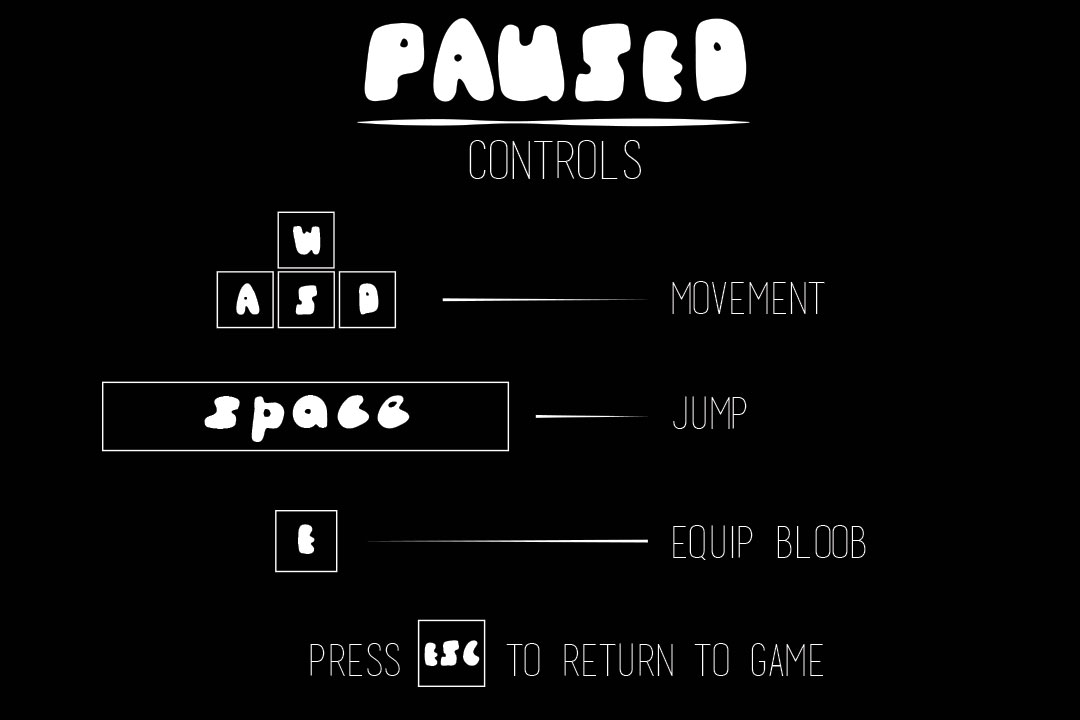 PAUSED
CONTROLS
W
A S D MOVEMENT
space JUMP
E EQUIP BLOOB
PRESS ESC TO RETURN TO GAME